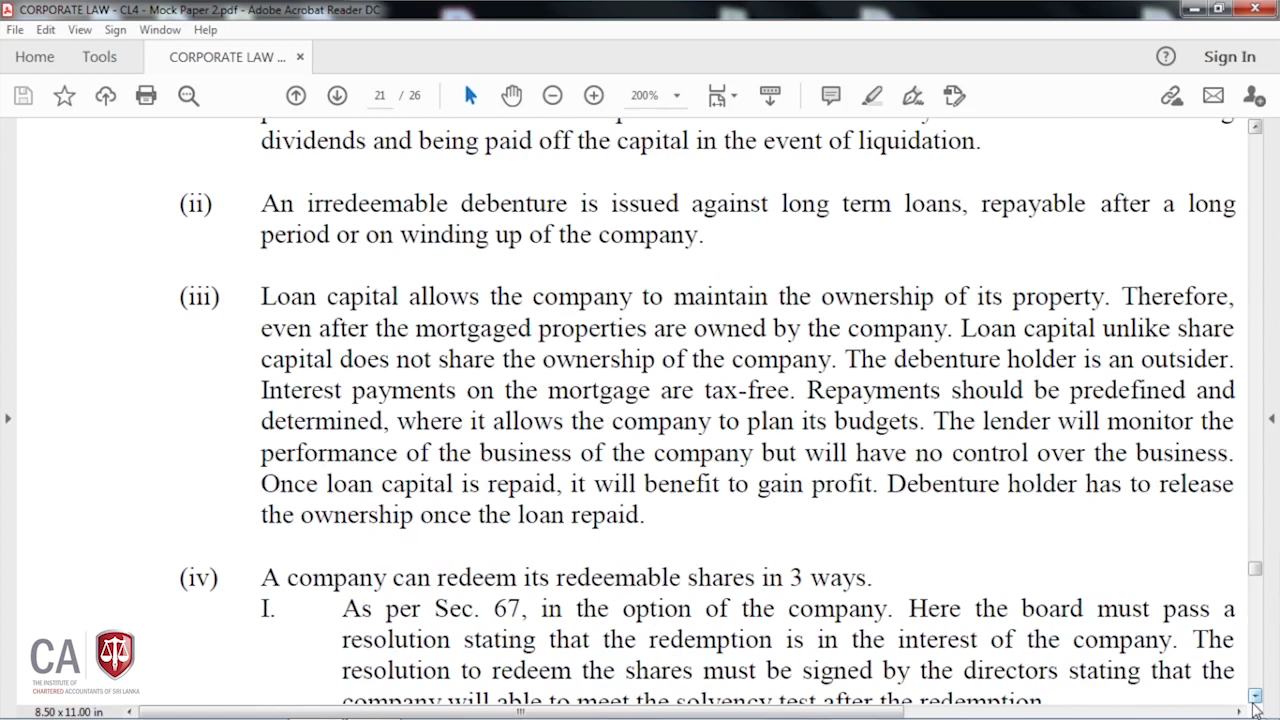 CORPORATE LAW - CL4 - Mock Paper 2.pdf - Adobe Acrobat Reader DC
File Edit View Sign Window Help
Home Tools CORPORATE LAW ... × Sign In
21 / 26 200%
dividends and being paid off the capital in the event of liquidation.
(ii) An irredeemable debenture is issued against long term loans, repayable after a long
period or on winding up of the company.
(iii) Loan capital allows the company to maintain the ownership of its property. Therefore,
even after the mortgaged properties are owned by the company. Loan capital unlike share
capital does not share the ownership of the company. The debenture holder is an outsider.
Interest payments on the mortgage are tax-free. Repayments should be predefined and
determined, where it allows the company to plan its budgets. The lender will monitor the
performance of the business of the company but will have no control over the business.
Once loan capital is repaid, it will benefit to gain profit. Debenture holder has to release
the ownership once the loan repaid.
(iv) A company can redeem its redeemable shares in 3 ways.
I. As per Sec. 67, in the option of the company. Here the board must pass a
resolution stating that the redemption is in the interest of the company. The
resolution to redeem the shares must be signed by the directors stating that the
company will able to meet the solvency test after the redemption.
CA
THE INSTITUTE OF
CHARTERED ACCOUNTANTS OF SRI LANKA
8.50 x 11.00 in